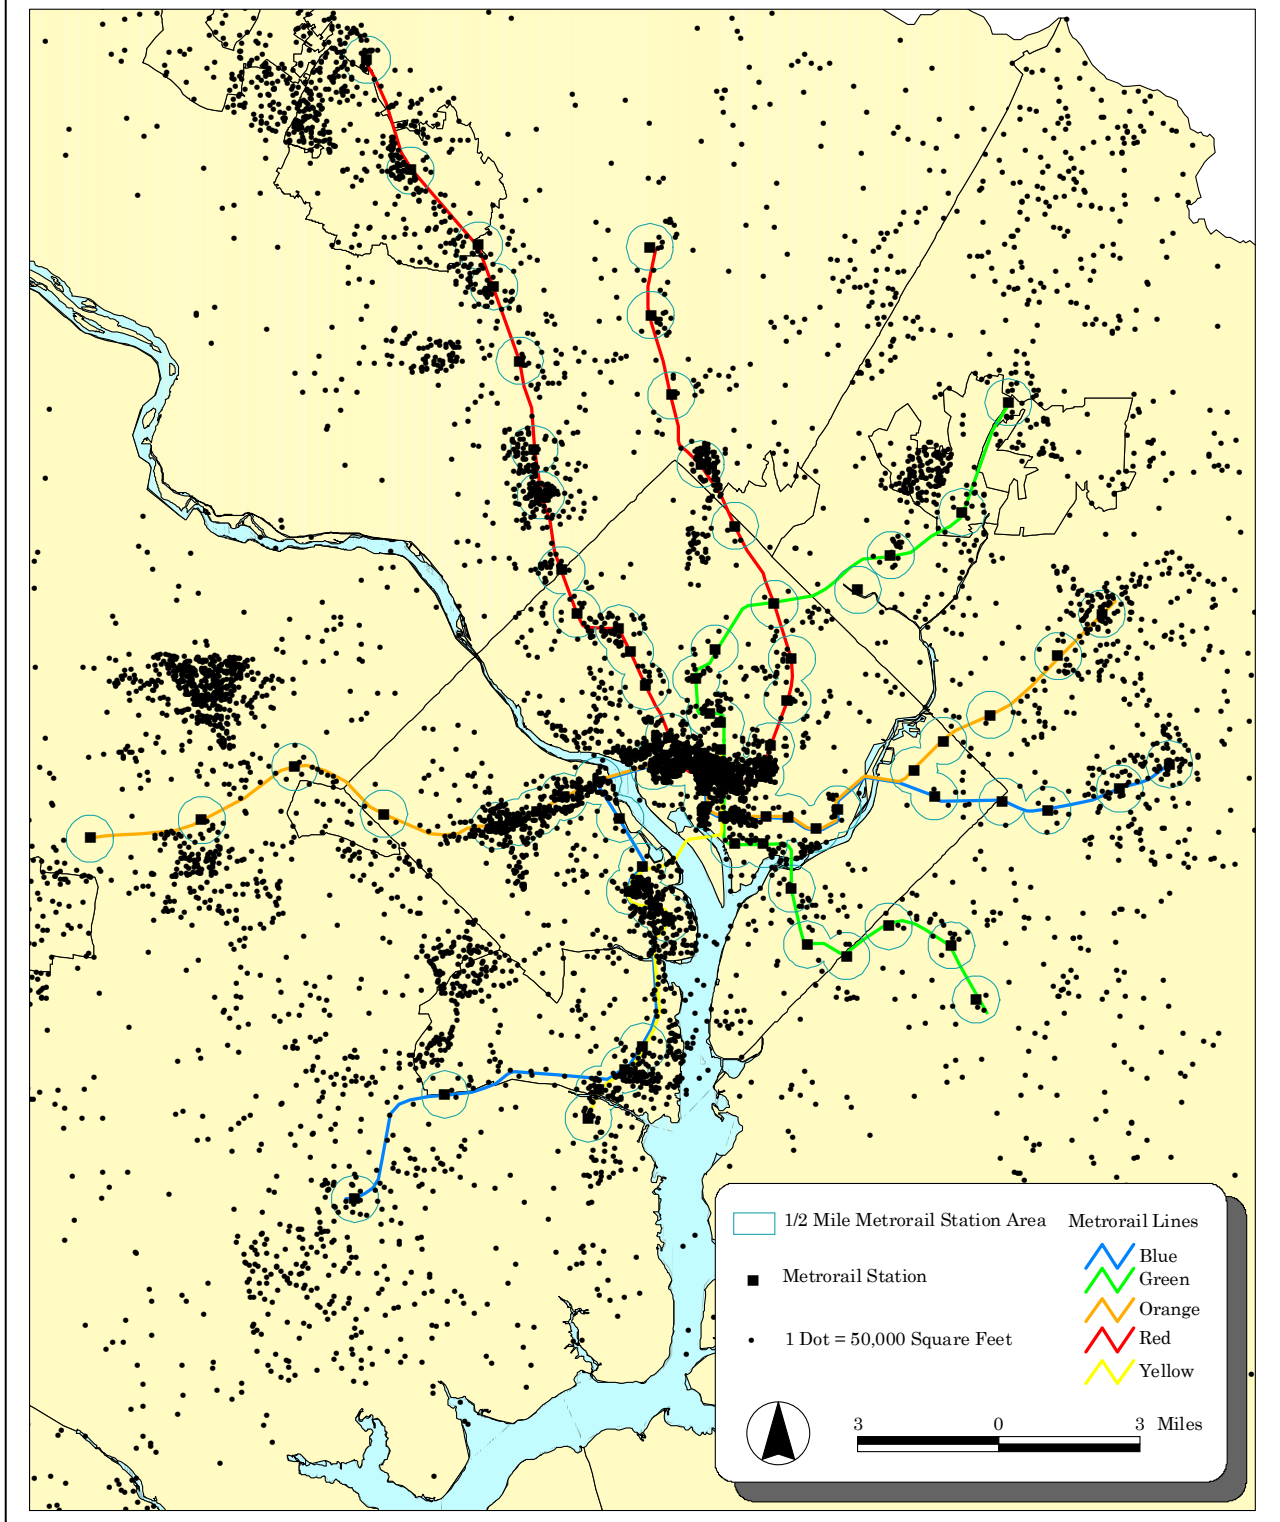 1/2 Mile Metrorail Station Area
Metrorail Station
1 Dot = 50,000 Square Feet
Metrorail Lines
Blue
Green
Orange
Red
Yellow
3 0 3 Miles